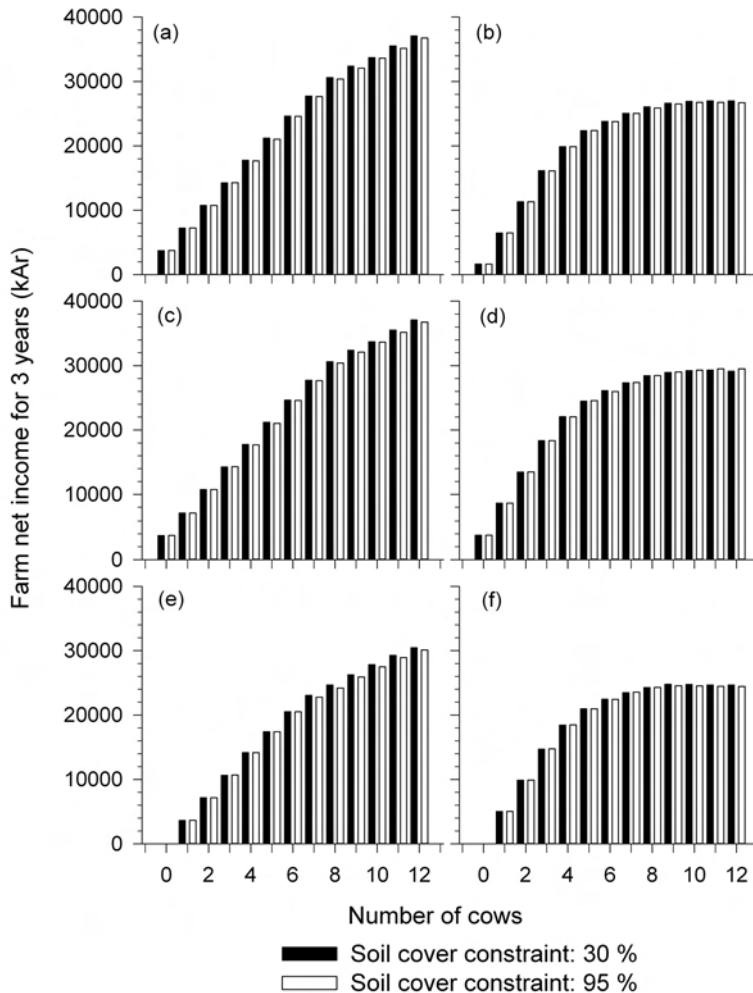 Farm net income for 3 years (kAr)
(a)
40000
30000
20000
10000
0
(b)
(c)
40000
30000
20000
10000
0
(d)
(e)
40000
30000
20000
10000
0
(f)
0 2 4 6 8 10 12
0 2 4 6 8 10 12
Number of cows
Soil cover constraint: 30 %
Soil cover constraint: 95 %